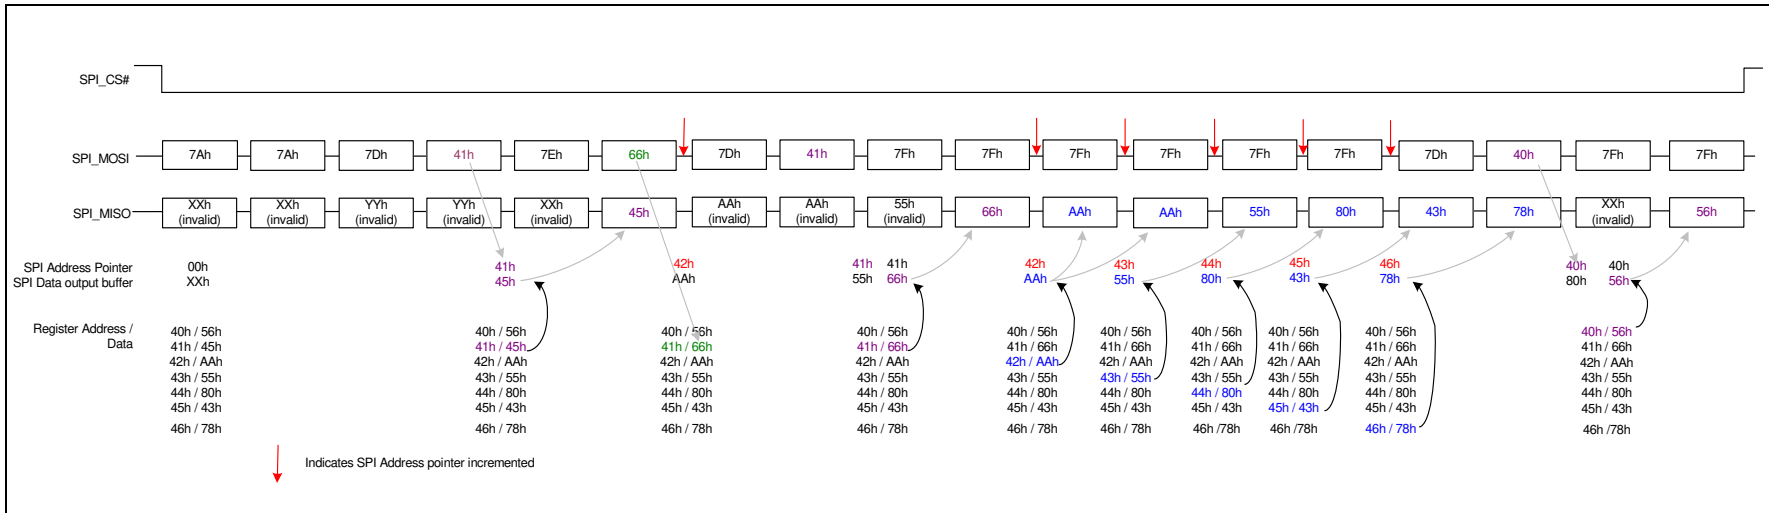 SPI_CS#
SPI_MOSI 7Ah 7Ah 7Dh 41h 7Eh 66h 7Dh 41h 7Fh 7Fh 7Fh 7Fh 7Fh 7Fh 7Dh 40h 7Fh 7Fh
XXh XXh YYh YYh XXh AAh AAh 55h XXh
SPI_MISO (invalid) (invalid) (invalid) (invalid) (invalid) 45h (invalid) (invalid) (invalid) 66h AAh AAh 55h 80h 43h 78h (invalid) 56h
SPI Address Pointer 00h 41h 42h 41h 41h 42h 43h 44h 45h 46h 40h 40h
SPI Data output buffer XXh 45h AAh 55h 66h AAh 55h 80h 43h 78h 80h 56h
Register Address / 40h / 56h 40h / 56h 40h / 56h 40h / 56h 40h / 56h 40h / 56h 40h / 56h 40h / 56h 40h / 56h 40h / 56h
Data 41h / 45h 41h / 45h 41h / 66h 41h / 66h 41h / 66h 41h / 66h 41h / 66h 41h / 66h 41h / 66h 41h / 66h
42h / AAh 42h / AAh 42h / AAh 42h / AAh 42h / AAh 42h / AAh 42h / AAh 42h / AAh 42h / AAh 42h / AAh
43h / 55h 43h / 55h 43h / 55h 43h / 55h 43h / 55h 43h / 55h 43h / 55h 43h / 55h 43h / 55h 43h / 55h
44h / 80h 44h / 80h 44h / 80h 44h / 80h 44h / 80h 44h / 80h 44h / 80h 44h / 80h 44h / 80h 44h / 80h
45h / 43h 45h / 43h 45h / 43h 45h / 43h 45h / 43h 45h / 43h 45h / 43h 45h / 43h 45h / 43h 45h / 43h
46h / 78h 46h / 78h 46h / 78h 46h / 78h 46h / 78h 46h / 78h 46h /78h 46h /78h 46h / 78h 46h /78h
Indicates SPI Address pointer incremented